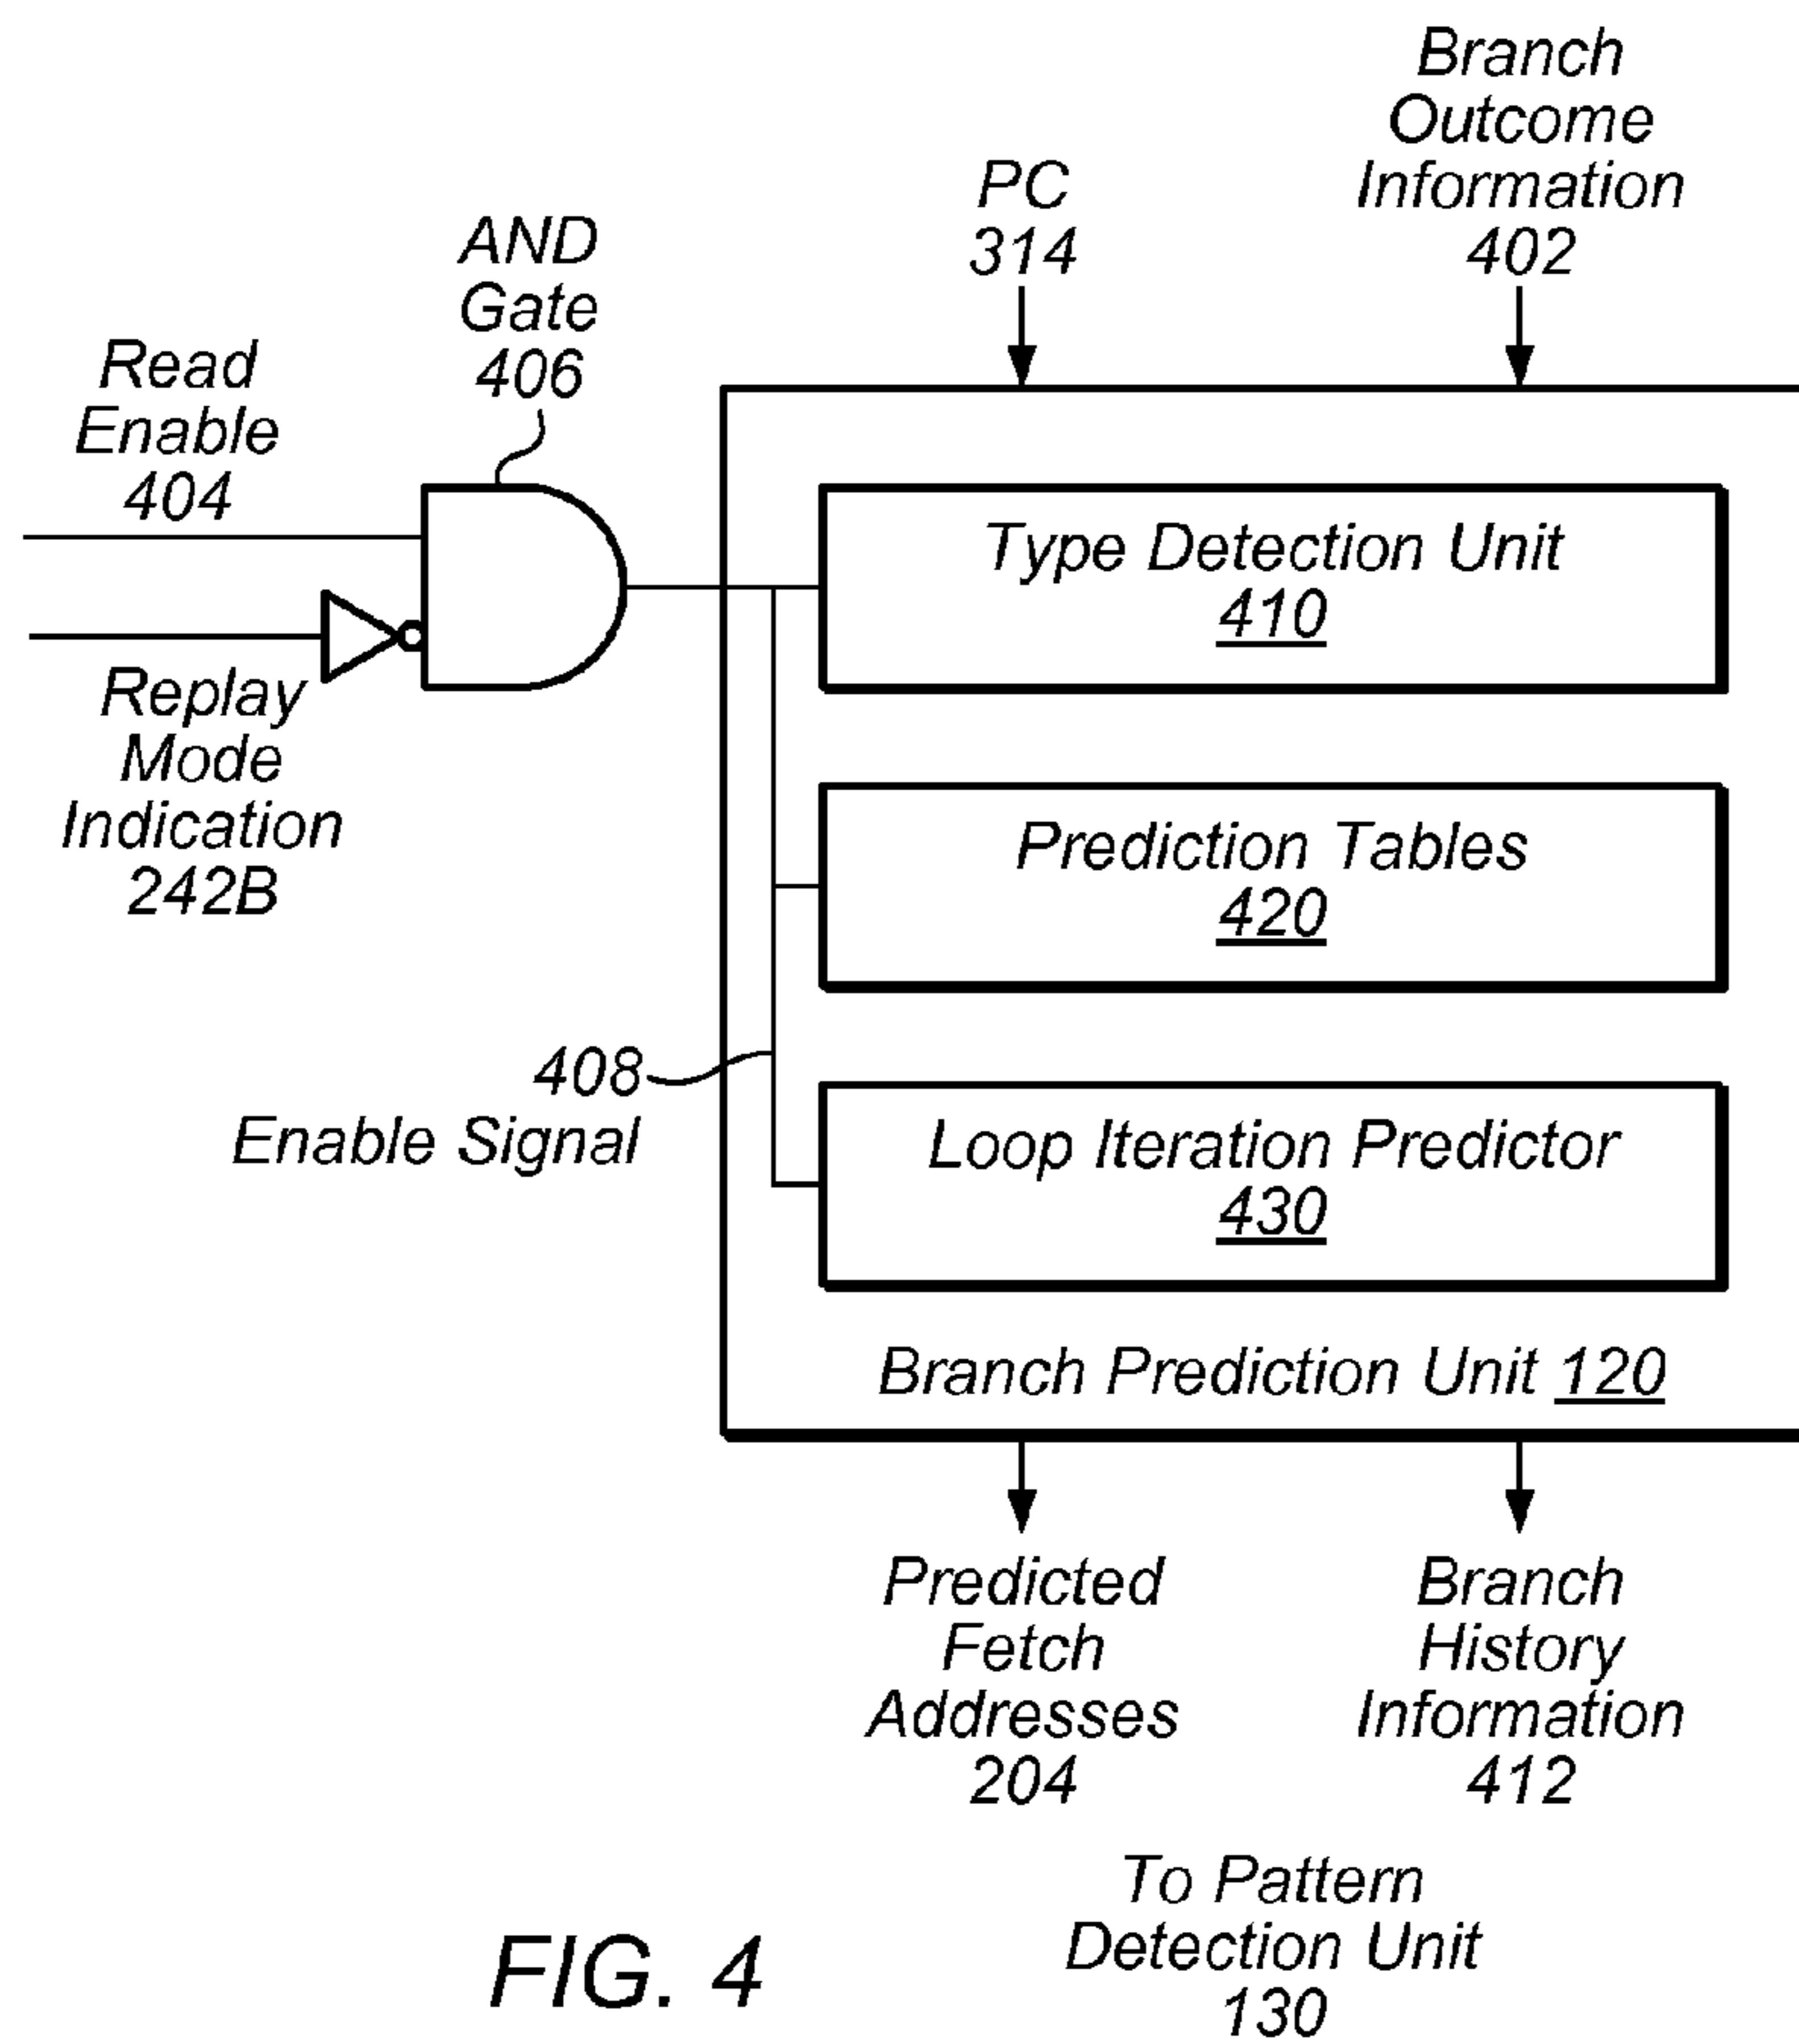 Branch
Outcome
Information
402
PC
314
AND
Gate
406
Read
Enable
404
Replay
Mode
Indication
242B
Type Detection Unit
410
Prediction Tables
420
408
Enable Signal
Loop Iteration Predictor
430
Branch Prediction Unit 120
Predicted
Fetch
Addresses
204
Branch
History
Information
412
To Pattern
Detection Unit
130
FIG. 4